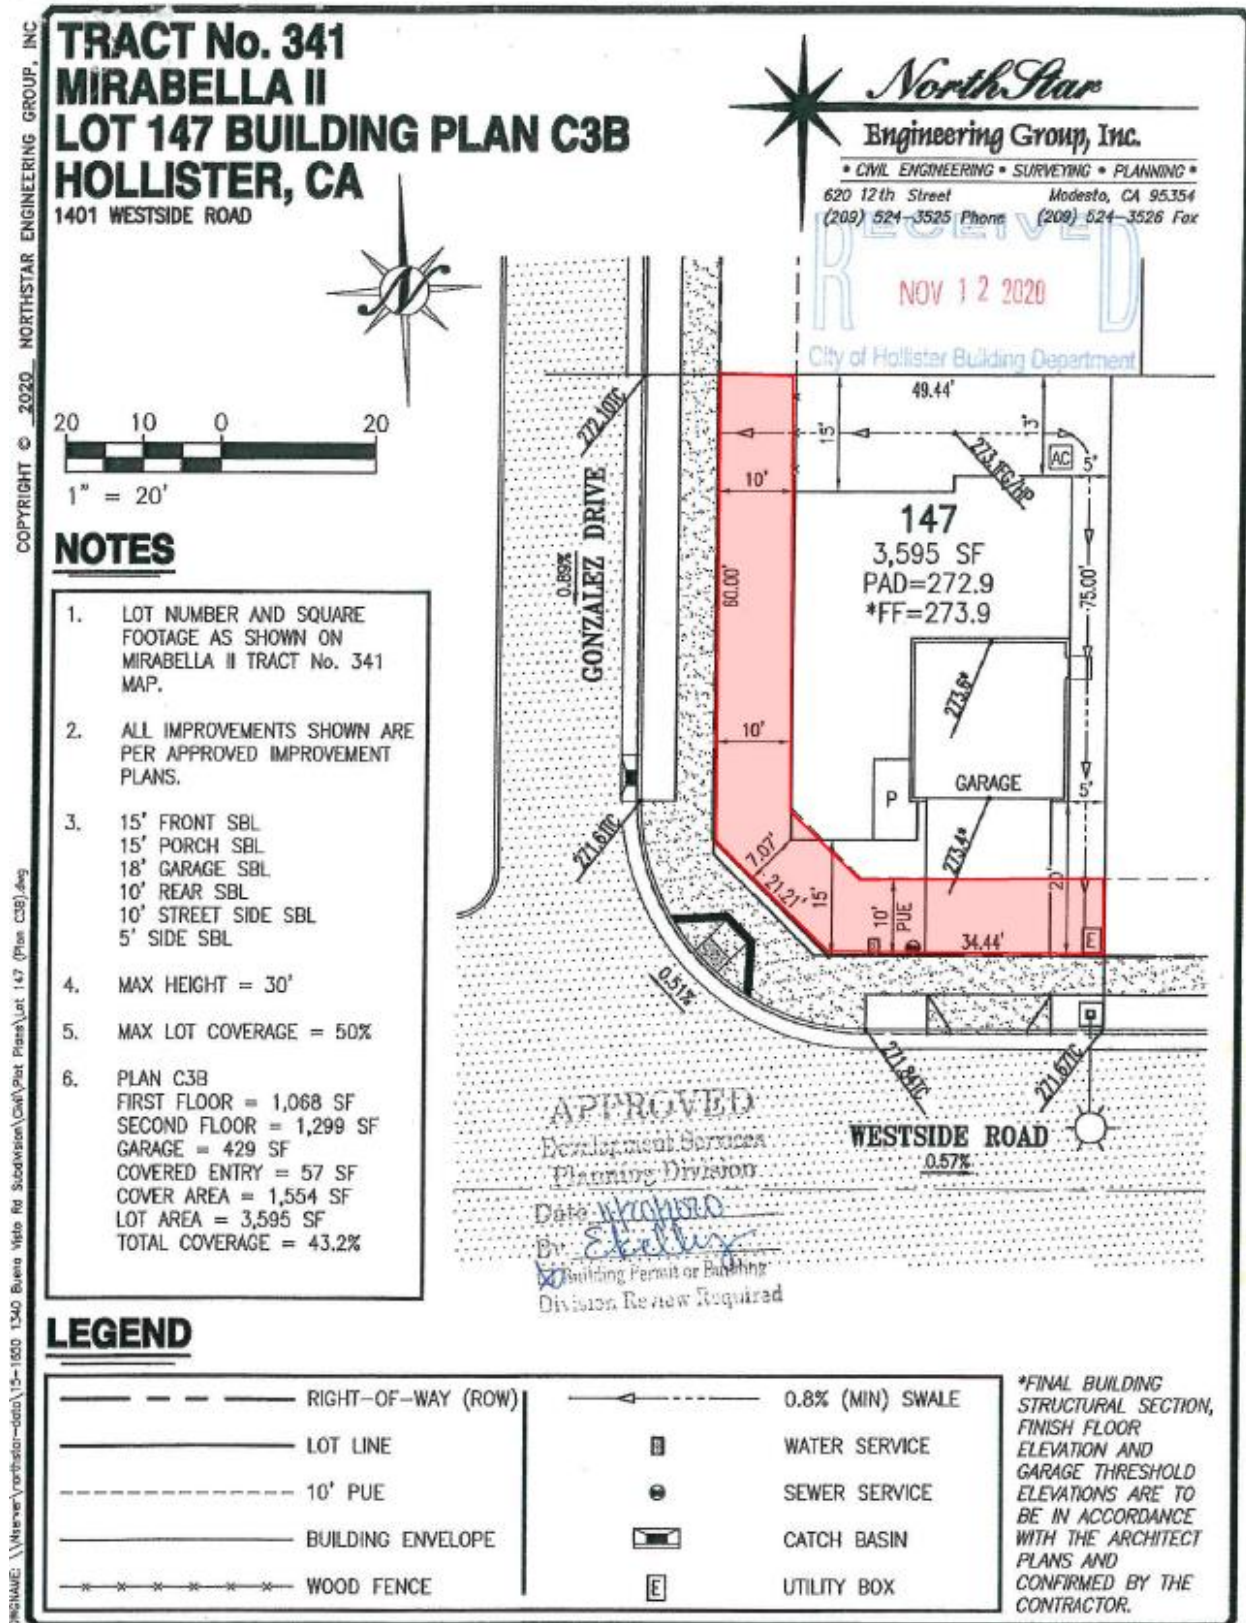 TRACT No. 341
MIRABELLA II
LOT 147 BUILDING PLAN C3B
HOLLISTER, CA
1401 WESTSIDE ROAD
NorthStar
Engineering Group, Inc.
• CIVIL ENGINEERING • SURVEYING • PLANNING •
620 12th Street Modesto, CA 95354
(209) 524-3525 Phone (209) 524-3526 Fax
RECEIVED
NOV 12 2020
City of Hollister Building Department
COPYRIGHT © 2020 NORTHSTAR ENGINEERING GROUP, INC
N
20 10 0 20
1" = 20'
NOTES
1. LOT NUMBER AND SQUARE
FOOTAGE AS SHOWN ON
MIRABELLA II TRACT No. 341
MAP.
2. ALL IMPROVEMENTS SHOWN ARE
PER APPROVED IMPROVEMENT
PLANS.
3. 15' FRONT SBL
15' PORCH SBL
18' GARAGE SBL
10' REAR SBL
10' STREET SIDE SBL
5' SIDE SBL
4. MAX HEIGHT = 30'
5. MAX LOT COVERAGE = 50%
6. PLAN C3B
FIRST FLOOR = 1,068 SF
SECOND FLOOR = 1,299 SF
GARAGE = 429 SF
COVERED ENTRY = 57 SF
COVER AREA = 1,554 SF
LOT AREA = 3,595 SF
TOTAL COVERAGE = 43.2%
272.10TC
49.44'
15'
13'
273.1FG/HP
AC
5'
10'
GONZALEZ DRIVE
0.89%
60.00'
147
3,595 SF
PAD=272.9
*FF=273.9
75.00'
273.6*
10'
GARAGE
P
5'
271.61TC
273.4*
7.07'
21.21'
15'
10'
PUE
20'
34.44'
E
0.51%
271.84TC
271.67TC
WESTSIDE ROAD
0.57%
APPROVED
Development Services
Planning Division
Date
By Ekelly
Building Permit or Building
Division Review Required
LEGEND
RIGHT-OF-WAY (ROW)
LOT LINE
10' PUE
BUILDING ENVELOPE
WOOD FENCE
0.8% (MIN) SWALE
WATER SERVICE
SEWER SERVICE
CATCH BASIN
E UTILITY BOX
*FINAL BUILDING
STRUCTURAL SECTION,
FINISH FLOOR
ELEVATION AND
GARAGE THRESHOLD
ELEVATIONS ARE TO
BE IN ACCORDANCE
WITH THE ARCHITECT
PLANS AND
CONFIRMED BY THE
CONTRACTOR.